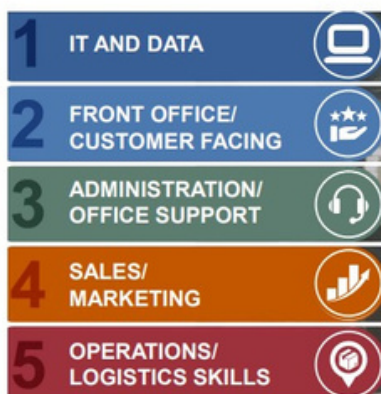 1 IT AND DATA
2 FRONT OFFICE/
CUSTOMER FACING
3 ADMINISTRATION/
OFFICE SUPPORT
4 SALES/
MARKETING
5 OPERATIONS/
LOGISTICS SKILLS